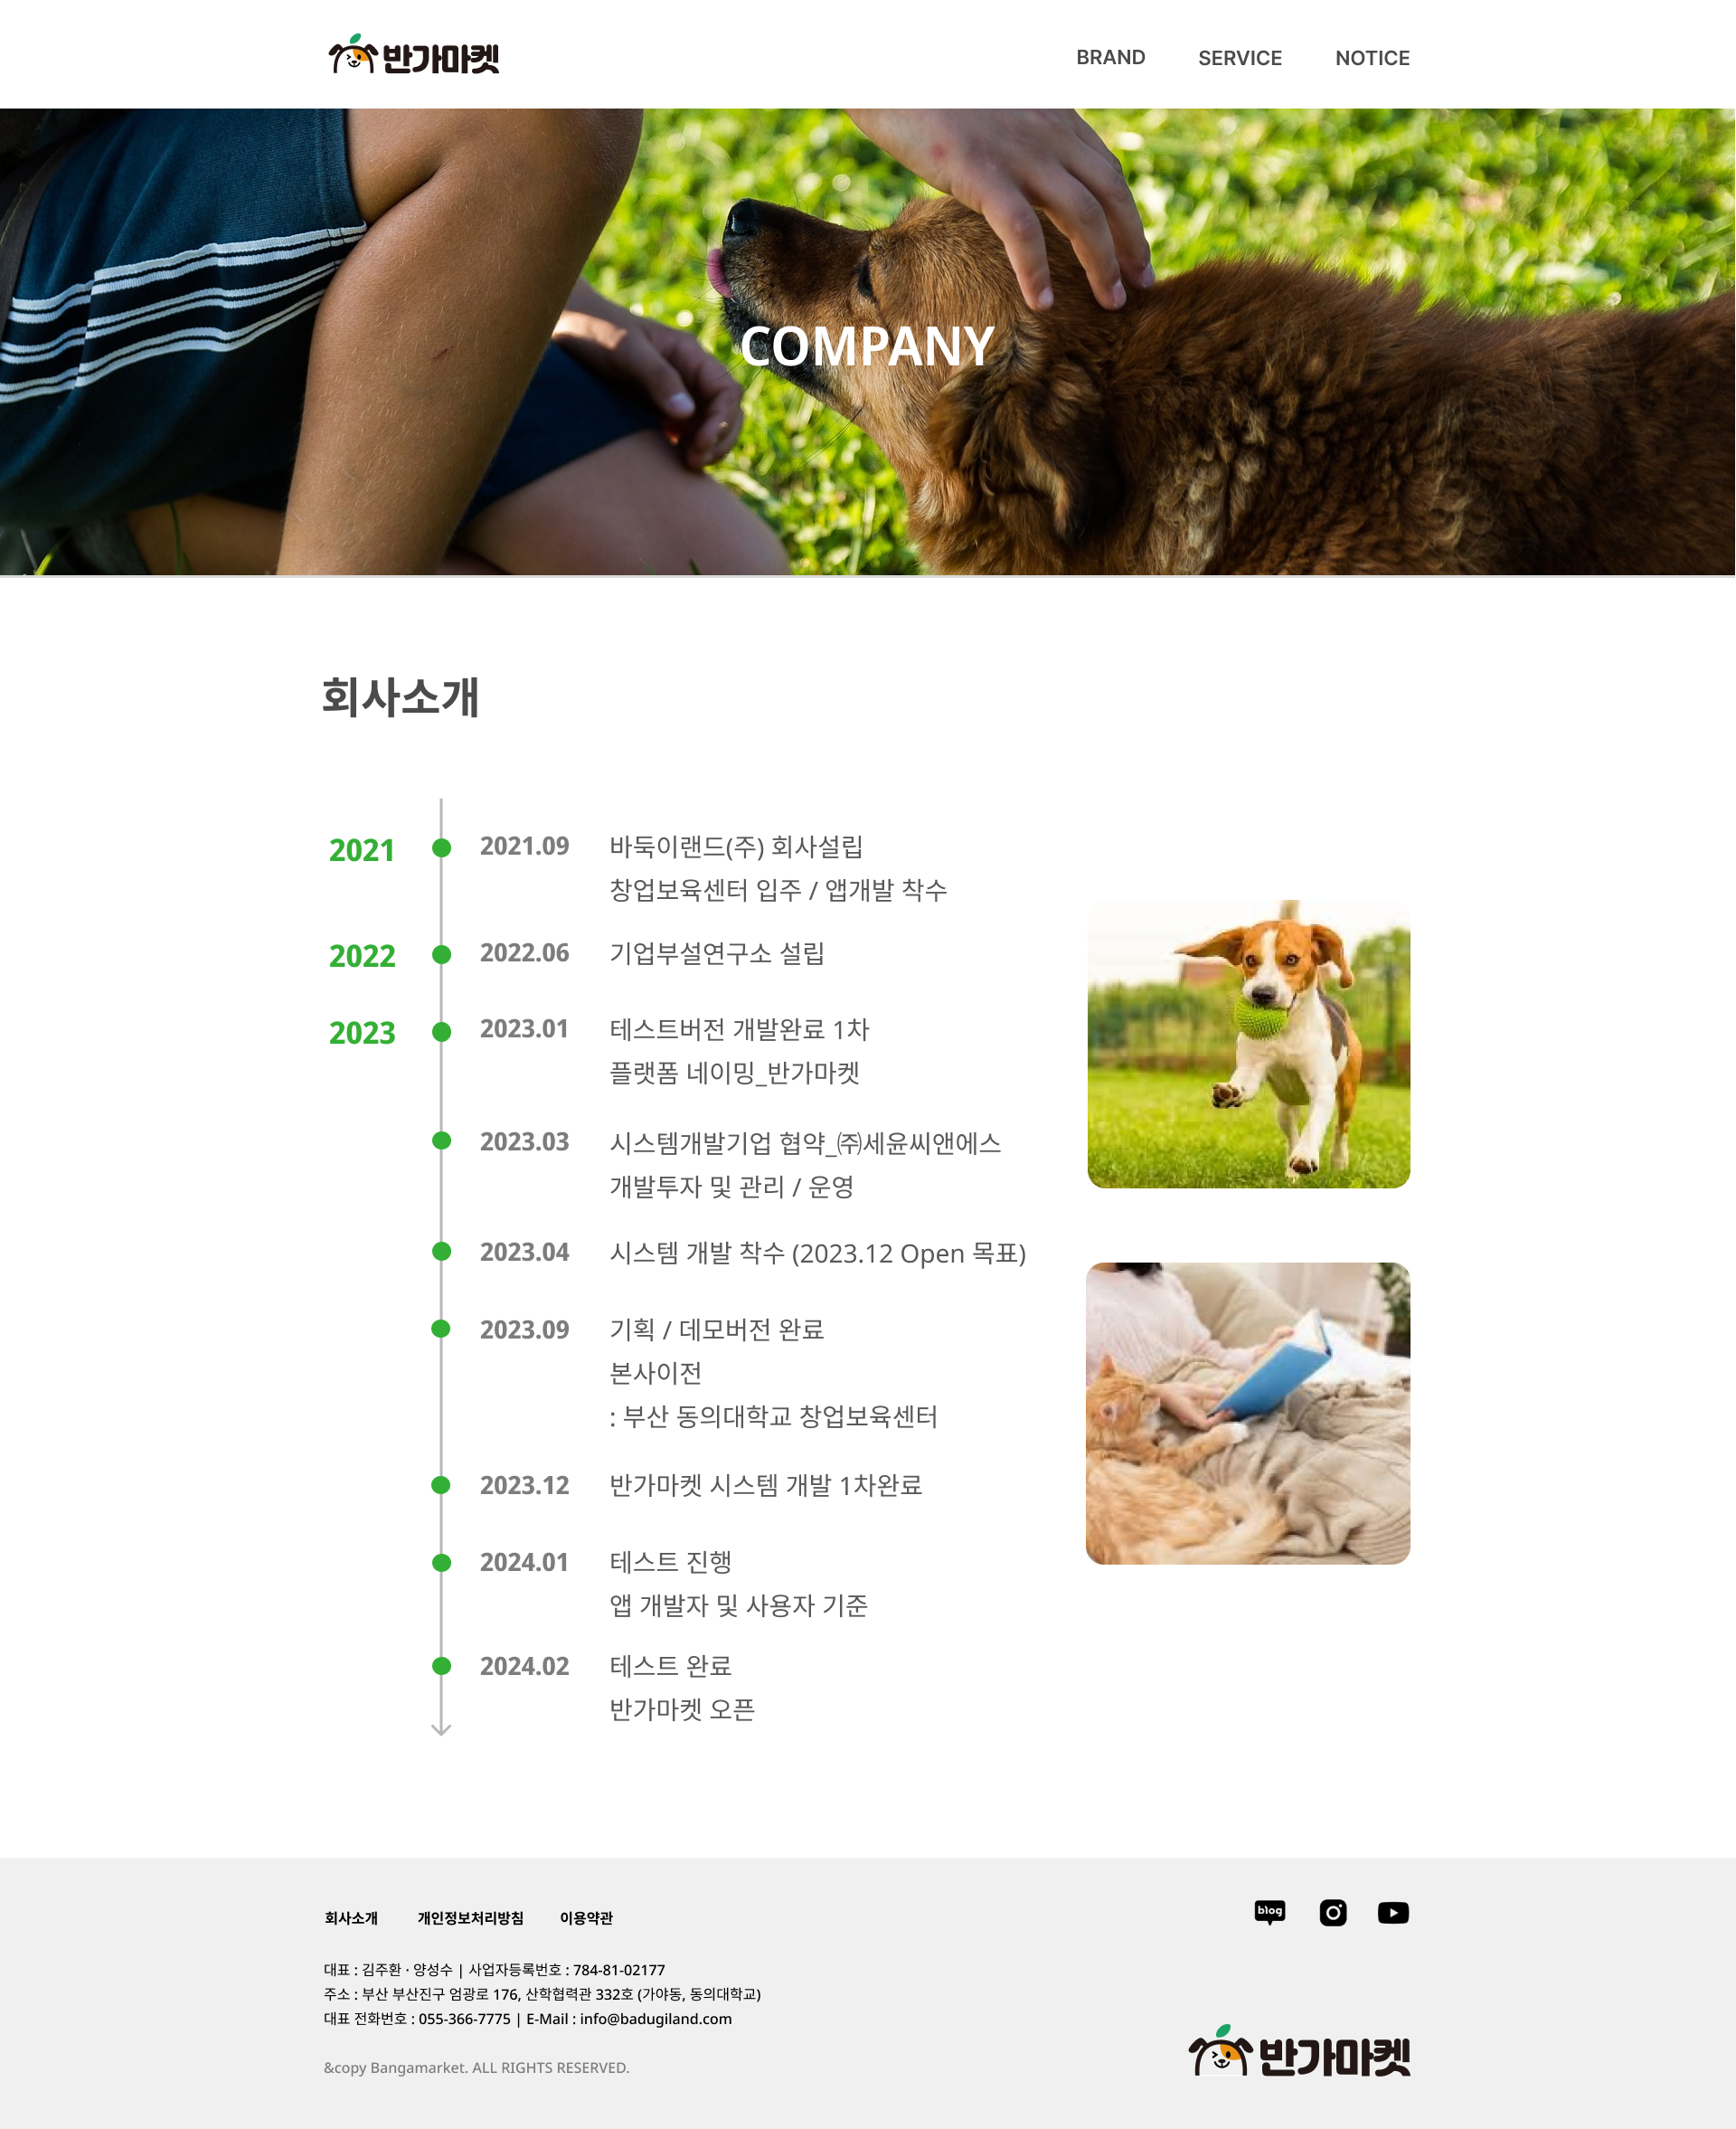 반가마켓
BRAND
SERVICE
NOTICE
COMPANY
회사소개
2021
2021.09
바둑이랜드(주) 회사설립
창업보육센터 입주 / 앱개발 착수
2022
2022.06
기업부설연구소 설립
2023
2023.01
테스트버전 개발완료 1차
플랫폼 네이밍_반가마켓
2023.03
시스템개발기업 협약_㈜세윤씨앤에스
개발투자 및 관리 / 운영
2023.04
시스템 개발 착수 (2023.12 Open 목표)
2023.09
기획 / 데모버전 완료
본사이전
: 부산 동의대학교 창업보육센터
2023.12
반가마켓 시스템 개발 1차완료
2024.01
테스트 진행
앱 개발자 및 사용자 기준
2024.02
테스트 완료
반가마켓 오픈
회사소개
개인정보처리방침
이용약관
blog
대표 : 김주환 · 양성수 | 사업자등록번호 : 784-81-02177
주소 : 부산 부산진구 엄광로 176, 산학협력관 332호 (가야동, 동의대학교)
대표 전화번호 : 055-366-7775 | E-Mail : info@badugiland.com
&copy Bangamarket. ALL RIGHTS RESERVED.
반가마켓